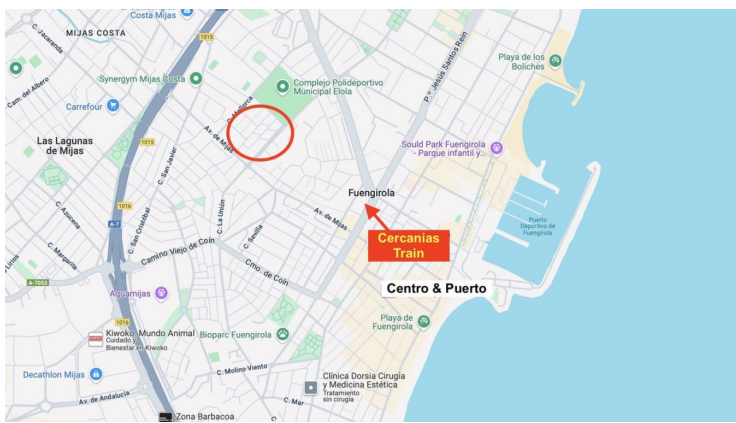 Costa Mijas
MIJAS COSTA
C. Jacaranda
1015
Playa de los
Boliches
P.º Jesús Santos Rein
Synergym Mijas Costa
Complejo Polideportivo
Municipal Elola
Cam. del Albero
Carrefour
C. Mallorca
Av. de Mijas
Las Lagunas
de Mijas
1015
C. San Javier
Sould Park Fuengirola
- Parque infantil y...
Fuengirola
1016
C. Azucena
C. San Cristóbal
C. La Unión
Av. de Mijas
A-7
C. Sevilla
Puerto
Deportivo de
Fuengirola
Cercanias
Train
Camino Viejo de Coín
C. Margarita
Lirios
A-7053
Cmo. de Coín
Centro & Puerto
Aquamijas
1016
Playa de
Fuengirola
Kiwoko Mundo Animal
Cuidado y
Bienestar en Kiwoko
Bioparc Fuengirola
Decathlon Mijas
C. Molino Viento
Clínica Dorsia Cirugía
y Medicina Estética
Tratamiento
sin cirugía
Av. de Andalucía
C. Mar
Zona Barbacoa